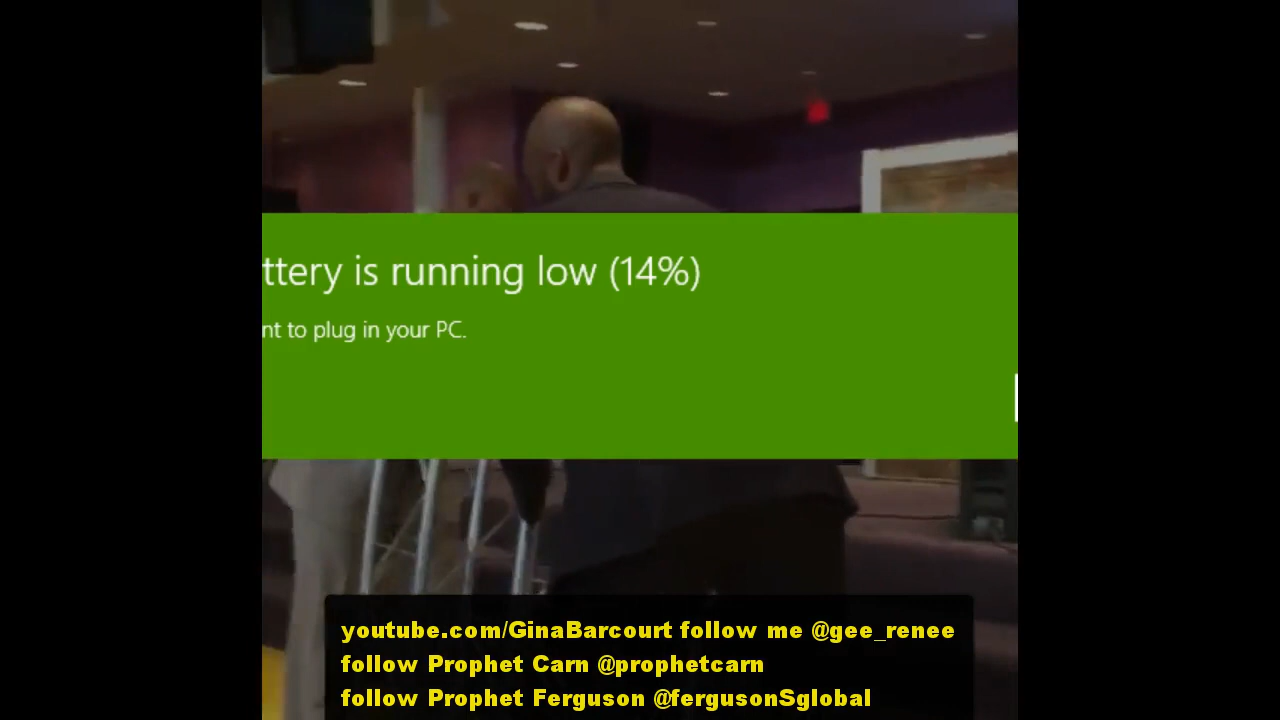 ttery is running low (14%)
nt to plug in your PC.
youtube.com/GinaBarcourt follow me @gee_renee
follow Prophet Carn @prophetcarn
follow Prophet Ferguson @fergusonSglobal